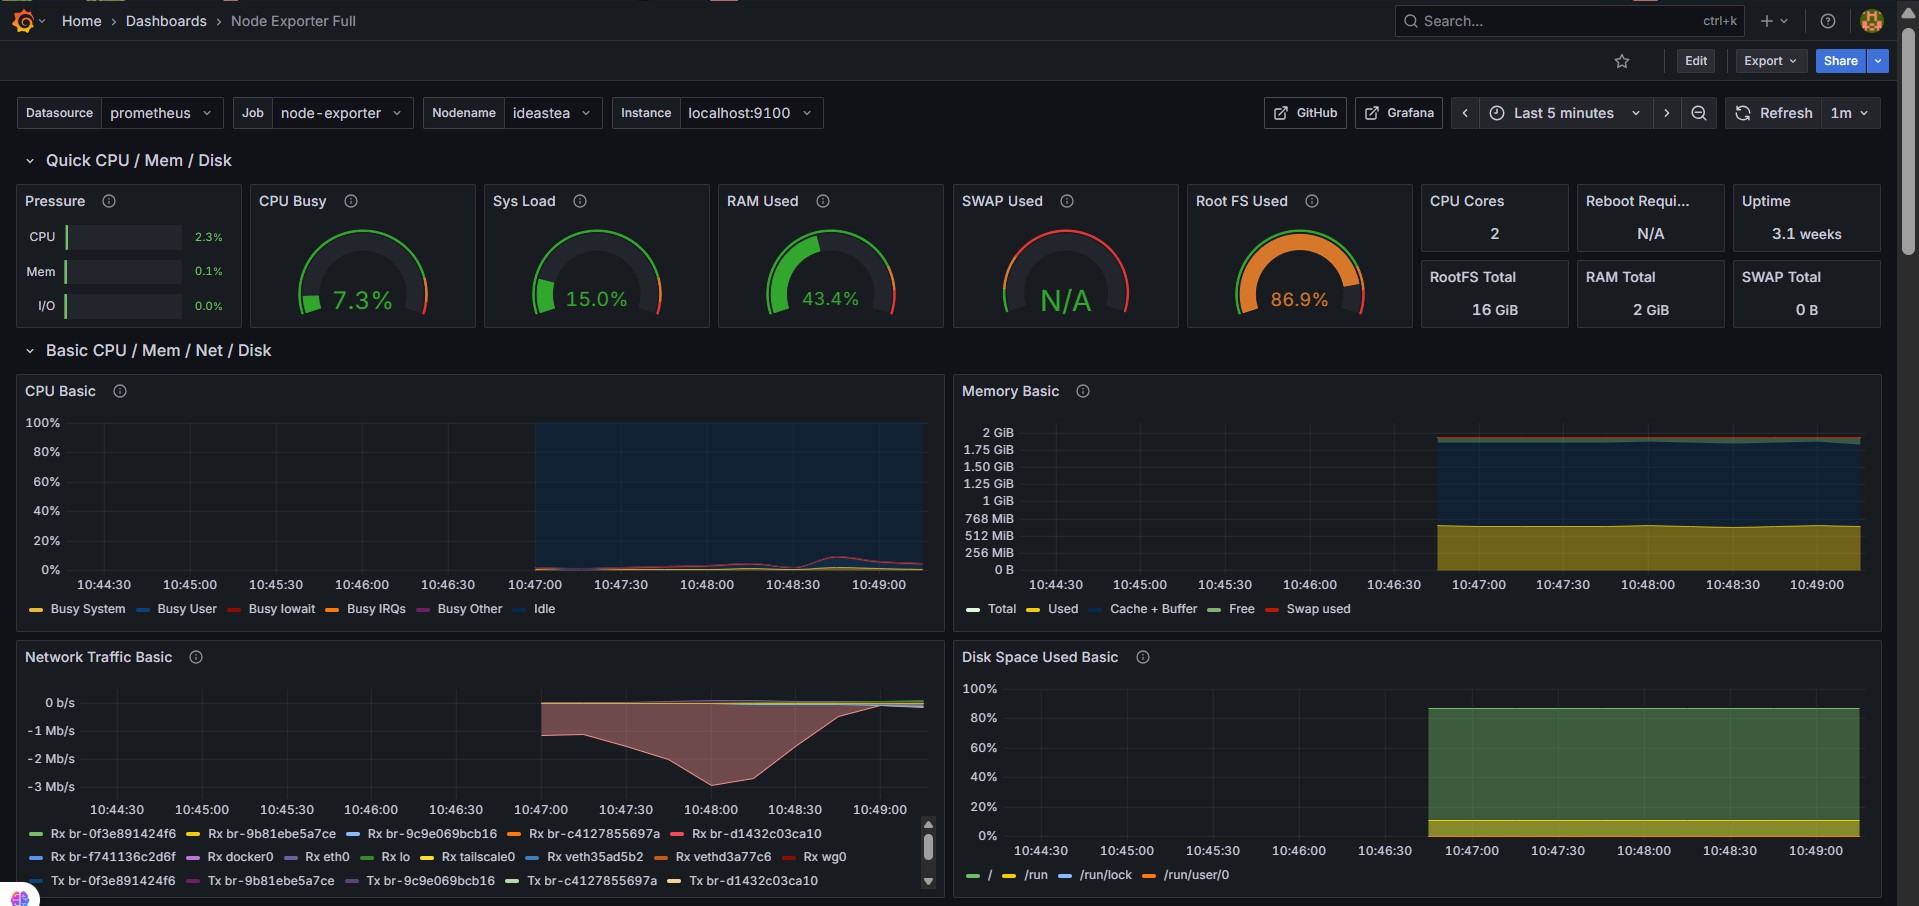 Home › Dashboards › Node Exporter Full
Search... ctrl+k
Edit Export Share
Datasource prometheus Job node-exporter Nodename ideastea Instance localhost:9100 GitHub Grafana Last 5 minutes Refresh 1m
Quick CPU / Mem / Disk
Pressure
CPU 2.3%
Mem 0.1%
I/O 0.0%
CPU Busy
7.3%
Sys Load
15.0%
RAM Used
43.4%
SWAP Used
N/A
Root FS Used
86.9%
CPU Cores
2
Reboot Requi...
N/A
Uptime
3.1 weeks
RootFS Total
16 GiB
RAM Total
2 GiB
SWAP Total
0 B
Basic CPU / Mem / Net / Disk
CPU Basic
100%
80%
60%
40%
20%
0%
10:44:30 10:45:00 10:45:30 10:46:00 10:46:30 10:47:00 10:47:30 10:48:00 10:48:30 10:49:00
Busy System Busy User Busy Iowait Busy IRQs Busy Other Idle
Memory Basic
2 GiB
1.75 GiB
1.50 GiB
1.25 GiB
1 GiB
768 MiB
512 MiB
256 MiB
0 B
10:44:30 10:45:00 10:45:30 10:46:00 10:46:30 10:47:00 10:47:30 10:48:00 10:48:30 10:49:00
Total Used Cache + Buffer Free Swap used
Network Traffic Basic
0 b/s
-1 Mb/s
-2 Mb/s
-3 Mb/s
10:44:30 10:45:00 10:45:30 10:46:00 10:46:30 10:47:00 10:47:30 10:48:00 10:48:30 10:49:00
Rx br-0f3e891424f6 Rx br-9b81ebe5a7ce Rx br-9c9e069bcb16 Rx br-c4127855697a Rx br-d1432c03ca10
Rx br-f741136c2d6f Rx docker0 Rx eth0 Rx lo Rx tailscale0 Rx veth35ad5b2 Rx vethd3a77c6 Rx wg0
Tx br-0f3e891424f6 Tx br-9b81ebe5a7ce Tx br-9c9e069bcb16 Tx br-c4127855697a Tx br-d1432c03ca10
Disk Space Used Basic
100%
80%
60%
40%
20%
0%
10:44:30 10:45:00 10:45:30 10:46:00 10:46:30 10:47:00 10:47:30 10:48:00 10:48:30 10:49:00
/ /run /run/lock /run/user/0